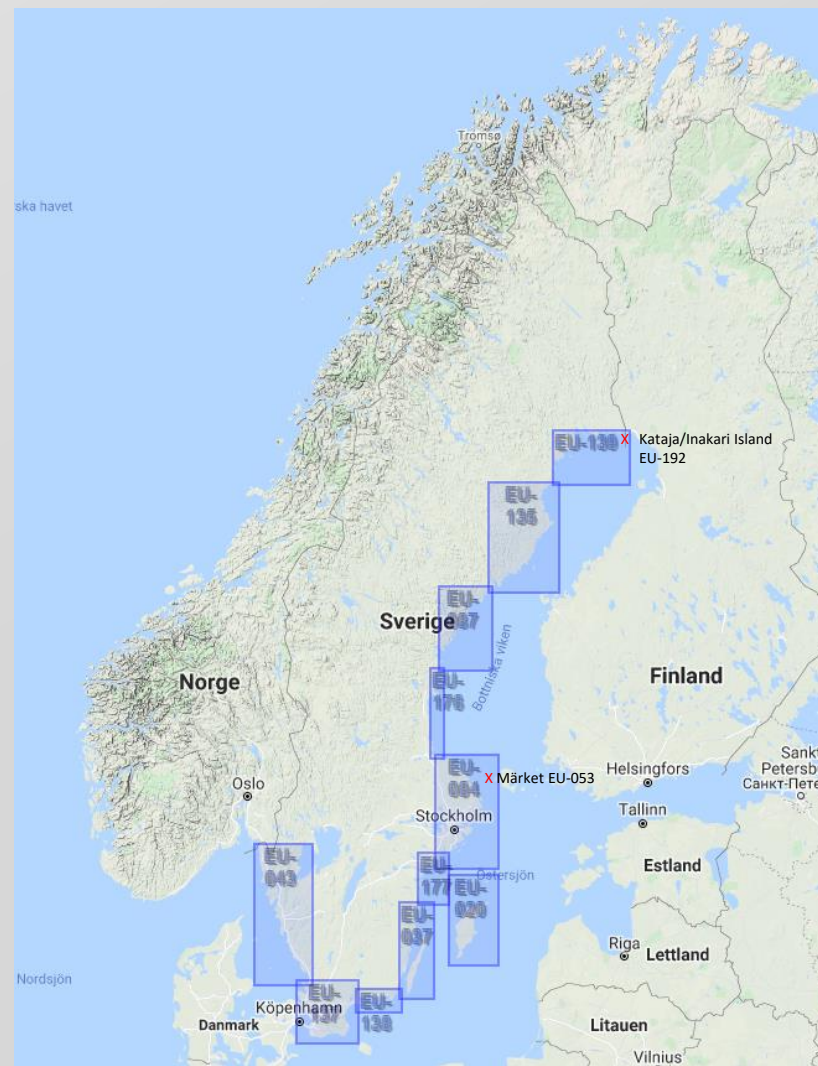 Tromsø
ska havet
EU-139
X Kataja/Inakari Island
EU-192
EU-
135
EU-
087
Sverige
Bottniska viken
Norge
Finland
EU-
176
EU-
084
X Märket EU-053
Helsingfors
Sankt
Petersb
Санкт-Пете
Oslo
Stockholm
Tallinn
EU-
043
EU-
177
Östersjön
Estland
EU-
020
EU-
037
Riga
Lettland
Nordsjön
EU-
137
Köpenhamn
EU-
138
Danmark
Litauen
Vilnius